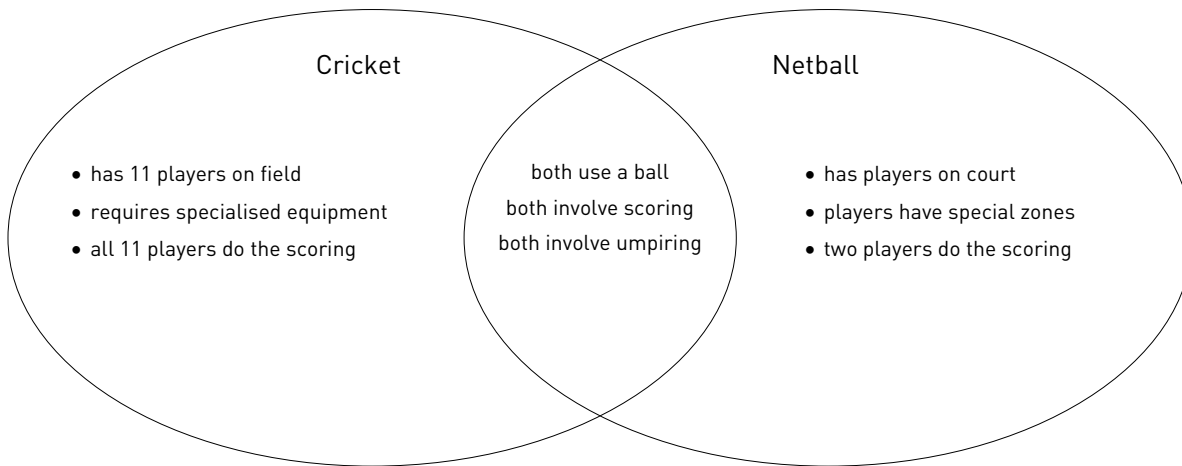 Cricket
• has 11 players on field
• requires specialised equipment
• all 11 players do the scoring
both use a ball
both involve scoring
both involve umpiring
Netball
• has players on court
• players have special zones
• two players do the scoring